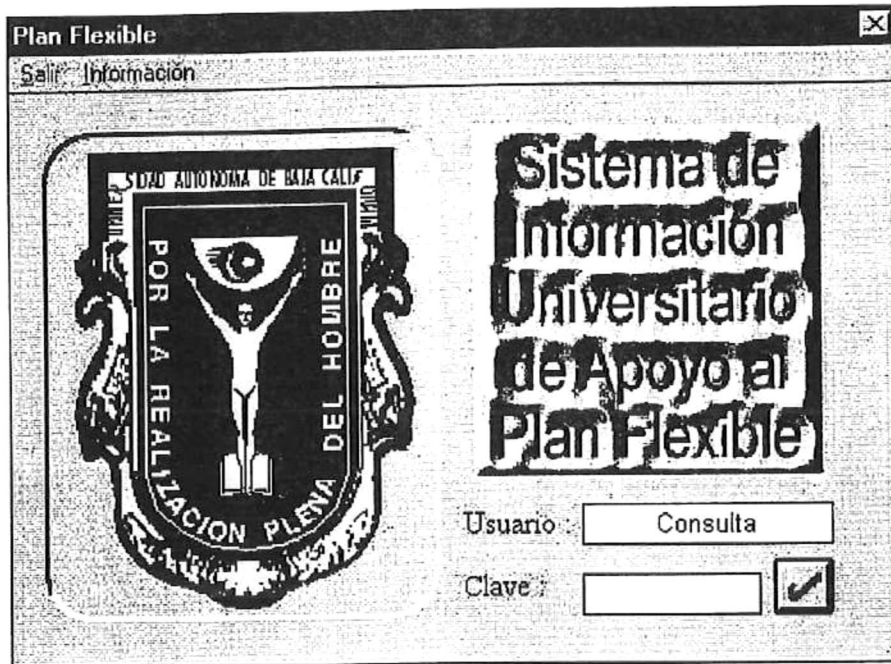 Plan Flexible
Salir Información
SIDAD AUTONOMA DE BAJA CALIF
POR LA REALIZACION PLENA DEL HOMBRE
Sistema de
Información
Universitario
de Apoyo al
Plan Flexible
Usuario : Consulta
Clave :